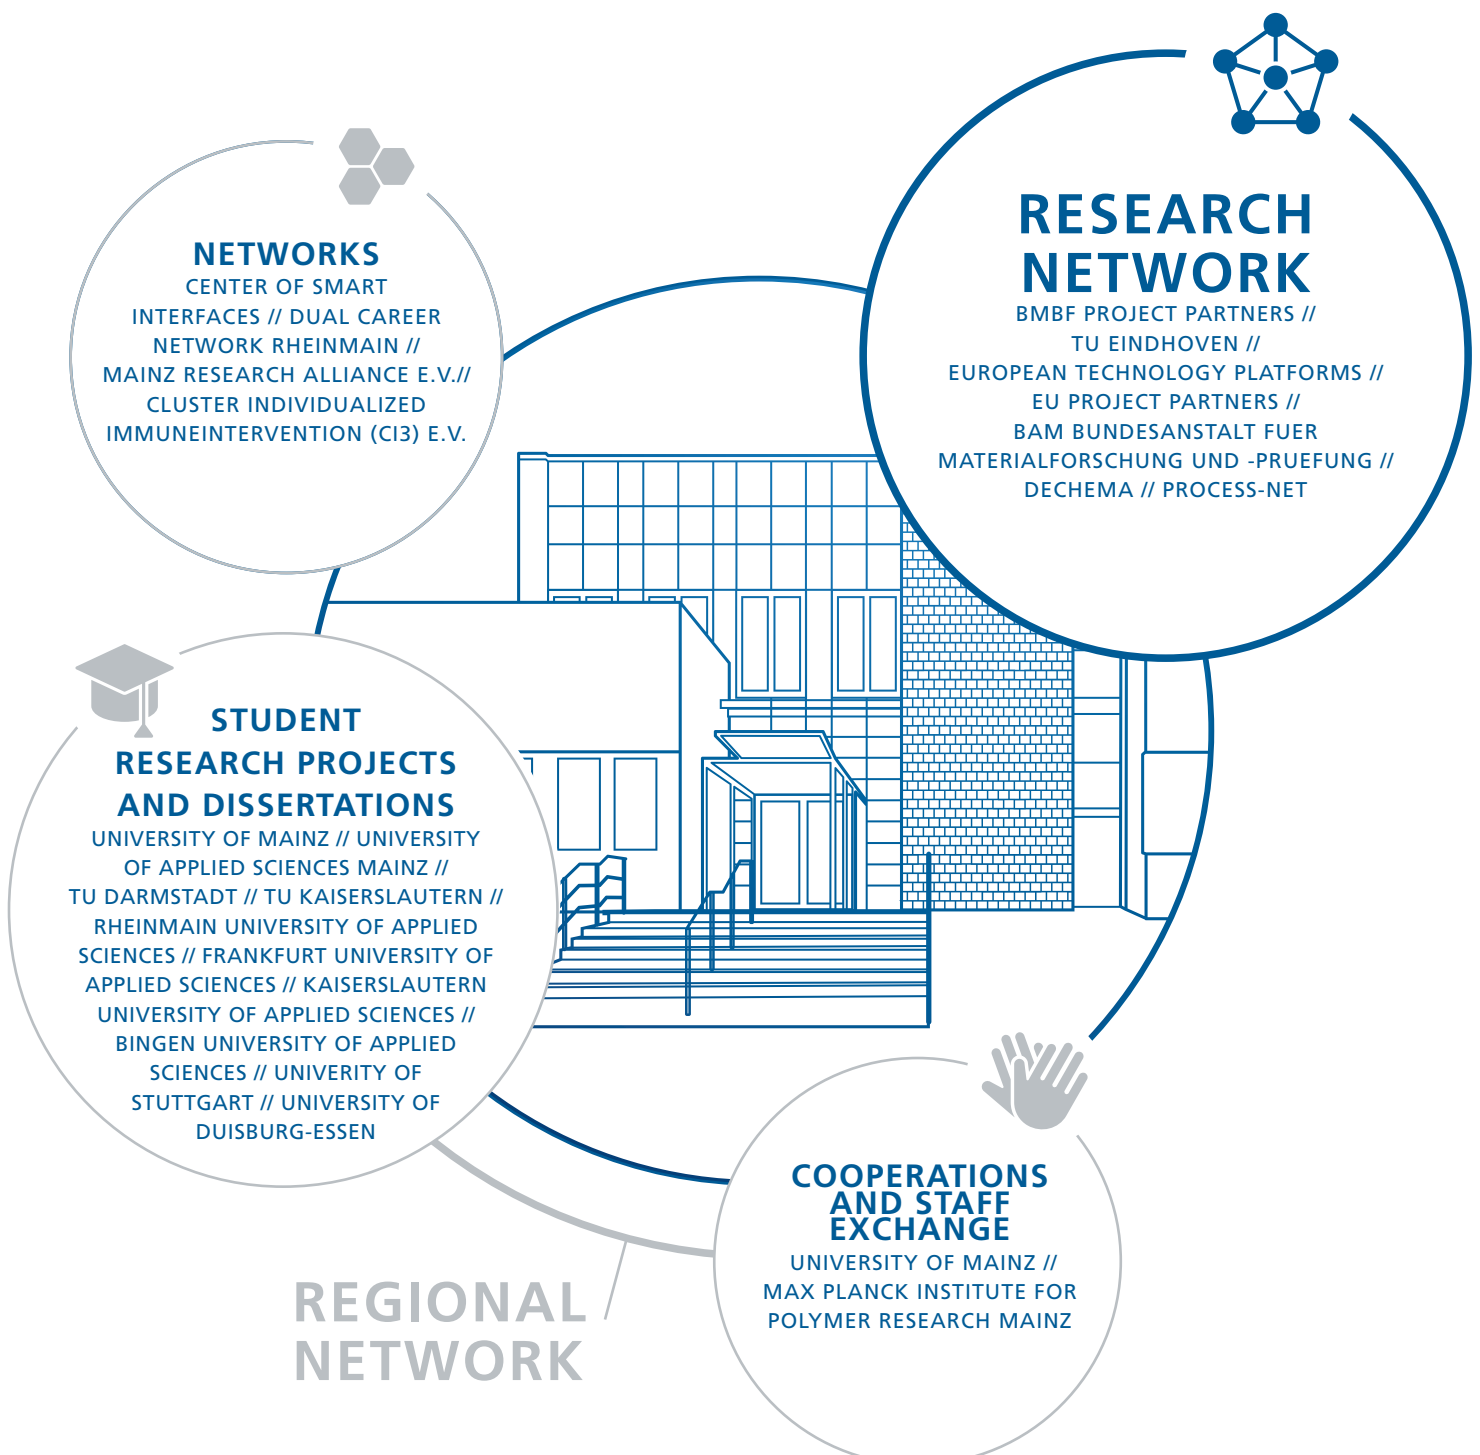 NETWORKS
CENTER OF SMART
INTERFACES // DUAL CAREER
NETWORK RHEINMAIN //
MAINZ RESEARCH ALLIANCE E.V.//
CLUSTER INDIVIDUALIZED
IMMUNEINTERVENTION (CI3) E.V.
RESEARCH
NETWORK
BMBF PROJECT PARTNERS //
TU EINDHOVEN //
EUROPEAN TECHNOLOGY PLATFORMS //
EU PROJECT PARTNERS //
BAM BUNDESANSTALT FUER
MATERIALFORSCHUNG UND -PRUEFUNG //
DECHEMA // PROCESS-NET
STUDENT
RESEARCH PROJECTS
AND DISSERTATIONS
UNIVERSITY OF MAINZ // UNIVERSITY
OF APPLIED SCIENCES MAINZ //
TU DARMSTADT // TU KAISERSLAUTERN //
RHEINMAIN UNIVERSITY OF APPLIED
SCIENCES // FRANKFURT UNIVERSITY OF
APPLIED SCIENCES // KAISERSLAUTERN
UNIVERSITY OF APPLIED SCIENCES //
BINGEN UNIVERSITY OF APPLIED
SCIENCES // UNIVERITY OF
STUTTGART // UNIVERSITY OF
DUISBURG-ESSEN
COOPERATIONS
AND STAFF
EXCHANGE
UNIVERSITY OF MAINZ //
MAX PLANCK INSTITUTE FOR
POLYMER RESEARCH MAINZ
REGIONAL
NETWORK